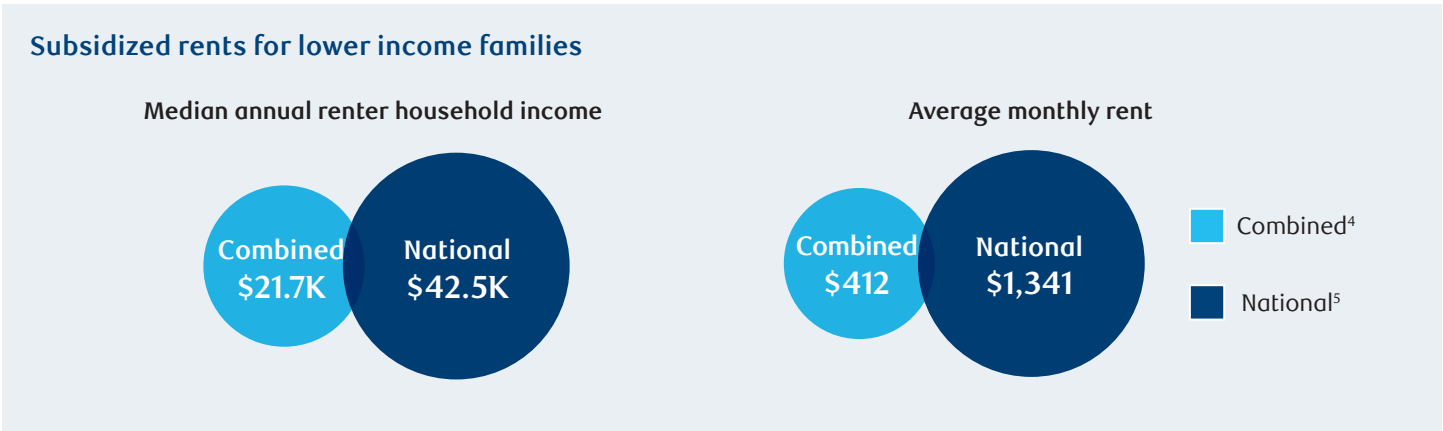 Subsidized rents for lower income families
Median annual renter household income
Combined
$21.7K
National
$42.5K
Average monthly rent
Combined
$412
National
$1,341
Combined⁴
National⁵